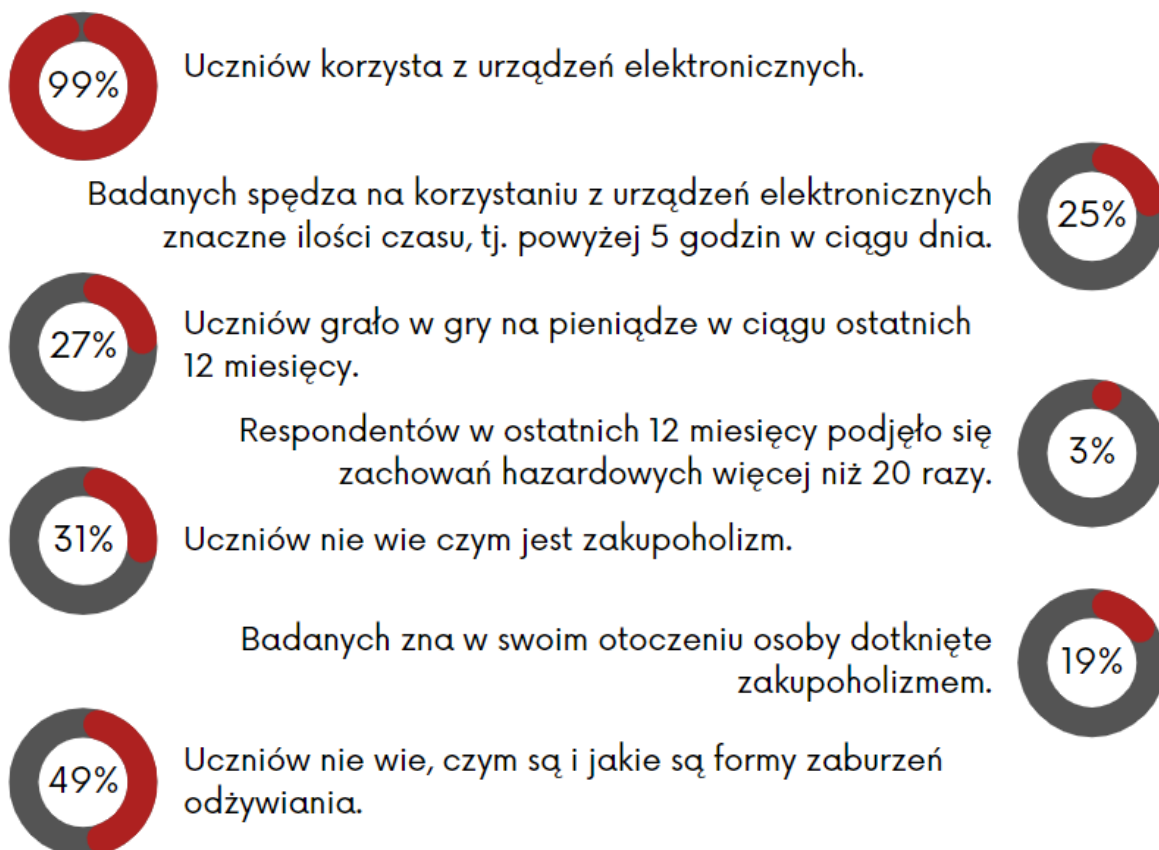 99%
Uczniów korzysta z urządzeń elektronicznych.
Badanych spędza na korzystaniu z urządzeń elektronicznych
znaczne ilości czasu, tj. powyżej 5 godzin w ciągu dnia.
25%
27%
Uczniów grało w gry na pieniądze w ciągu ostatnich
12 miesięcy.
Respondentów w ostatnich 12 miesięcy podjęło się
zachowań hazardowych więcej niż 20 razy.
3%
31%
Uczniów nie wie czym jest zakupoholizm.
Badanych zna w swoim otoczeniu osoby dotknięte
zakupoholizmem.
19%
49%
Uczniów nie wie, czym są i jakie są formy zaburzeń
odżywiania.